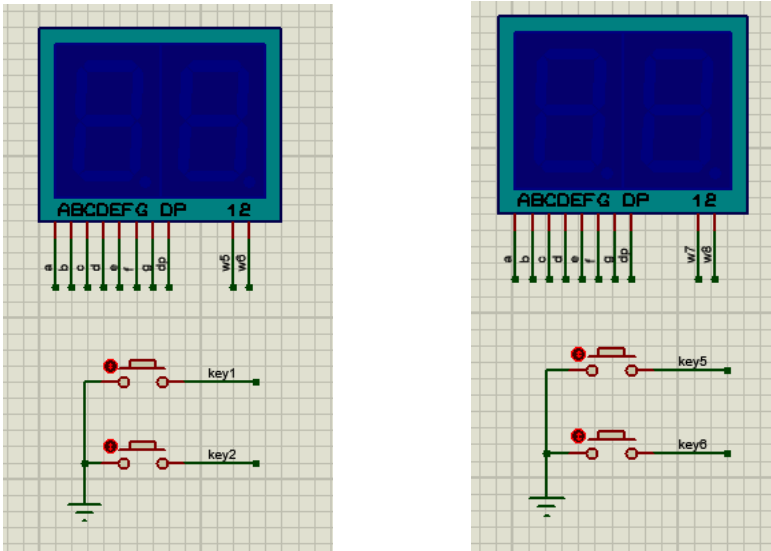 ABCDEFG DP 12
a b c d e f g dp w5 w6
key1
key2
ABCDEFG DP 12
a b c d e f g dp w7 w8
key5
key6